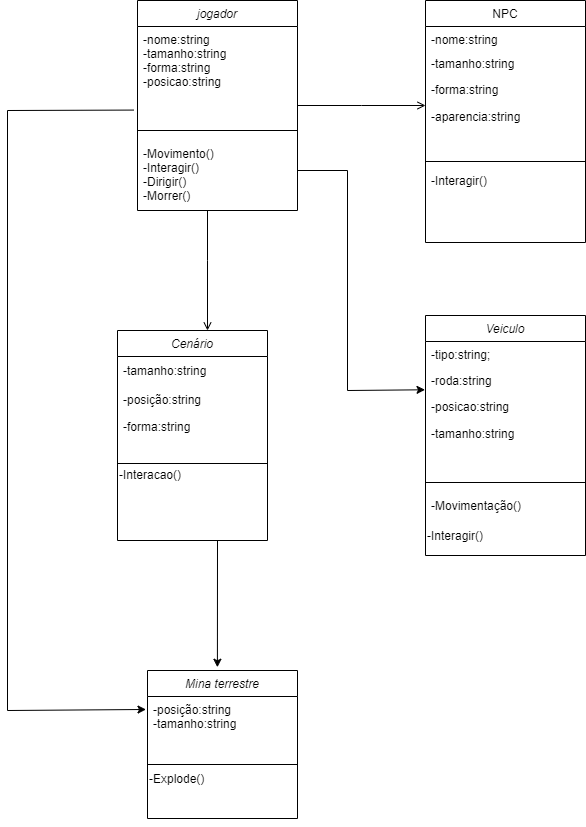 jogador
-nome:string
-tamanho:string
-forma:string
-posicao:string
-Movimento()
-Interagir()
-Dirigir()
-Morrer()
NPC
-nome:string
-tamanho:string
-forma:string
-aparencia:string
-Interagir()
Cenário
-tamanho:string
-posição:string
-forma:string
-Interacao()
Veiculo
-tipo:string;
-roda:string
-posicao:string
-tamanho:string
-Movimentação()
-Interagir()
Mina terrestre
-posição:string
-tamanho:string
-Explode()